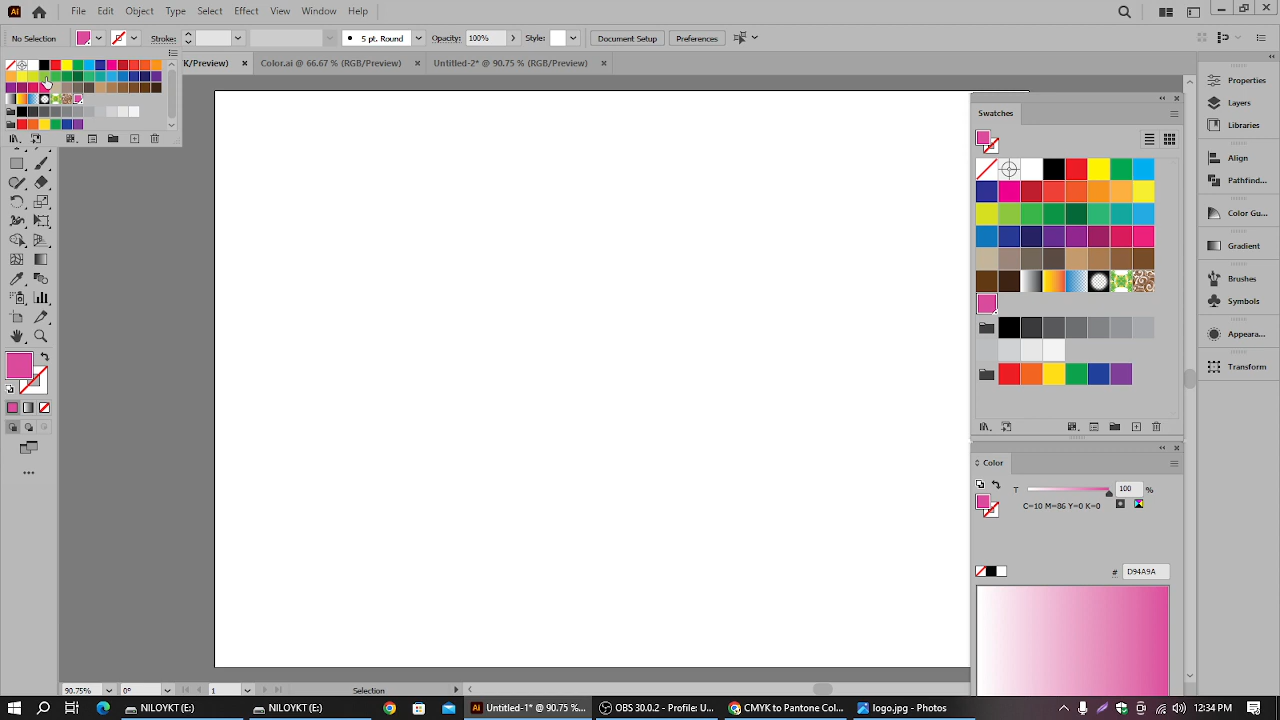 Ai File Edit Object Type Select Effect View Window Help
No Selection Stroke: 5 pt. Round Opacity: 100% Style: Document Setup Preferences
K/Preview) × Color.ai @ 66.67 % (RGB/Preview) × Untitled-2* @ 90.75 % (RGB/Preview) ×
Swatches
Properties
Layers
Libraries
Align
Pathfind...
Color Gu...
Gradient
Brushes
Symbols
Appeara...
Transform
Color
T 100 %
C=10 M=86 Y=0 K=0
# D94A9A
90.75% 0° 1 Selection
NILOYKT (E:) NILOYKT (E:) Ai Untitled-1* @ 90.75 %... OBS 30.0.2 - Profile: U... CMYK to Pantone Col... logo.jpg - Photos 12:34 PM